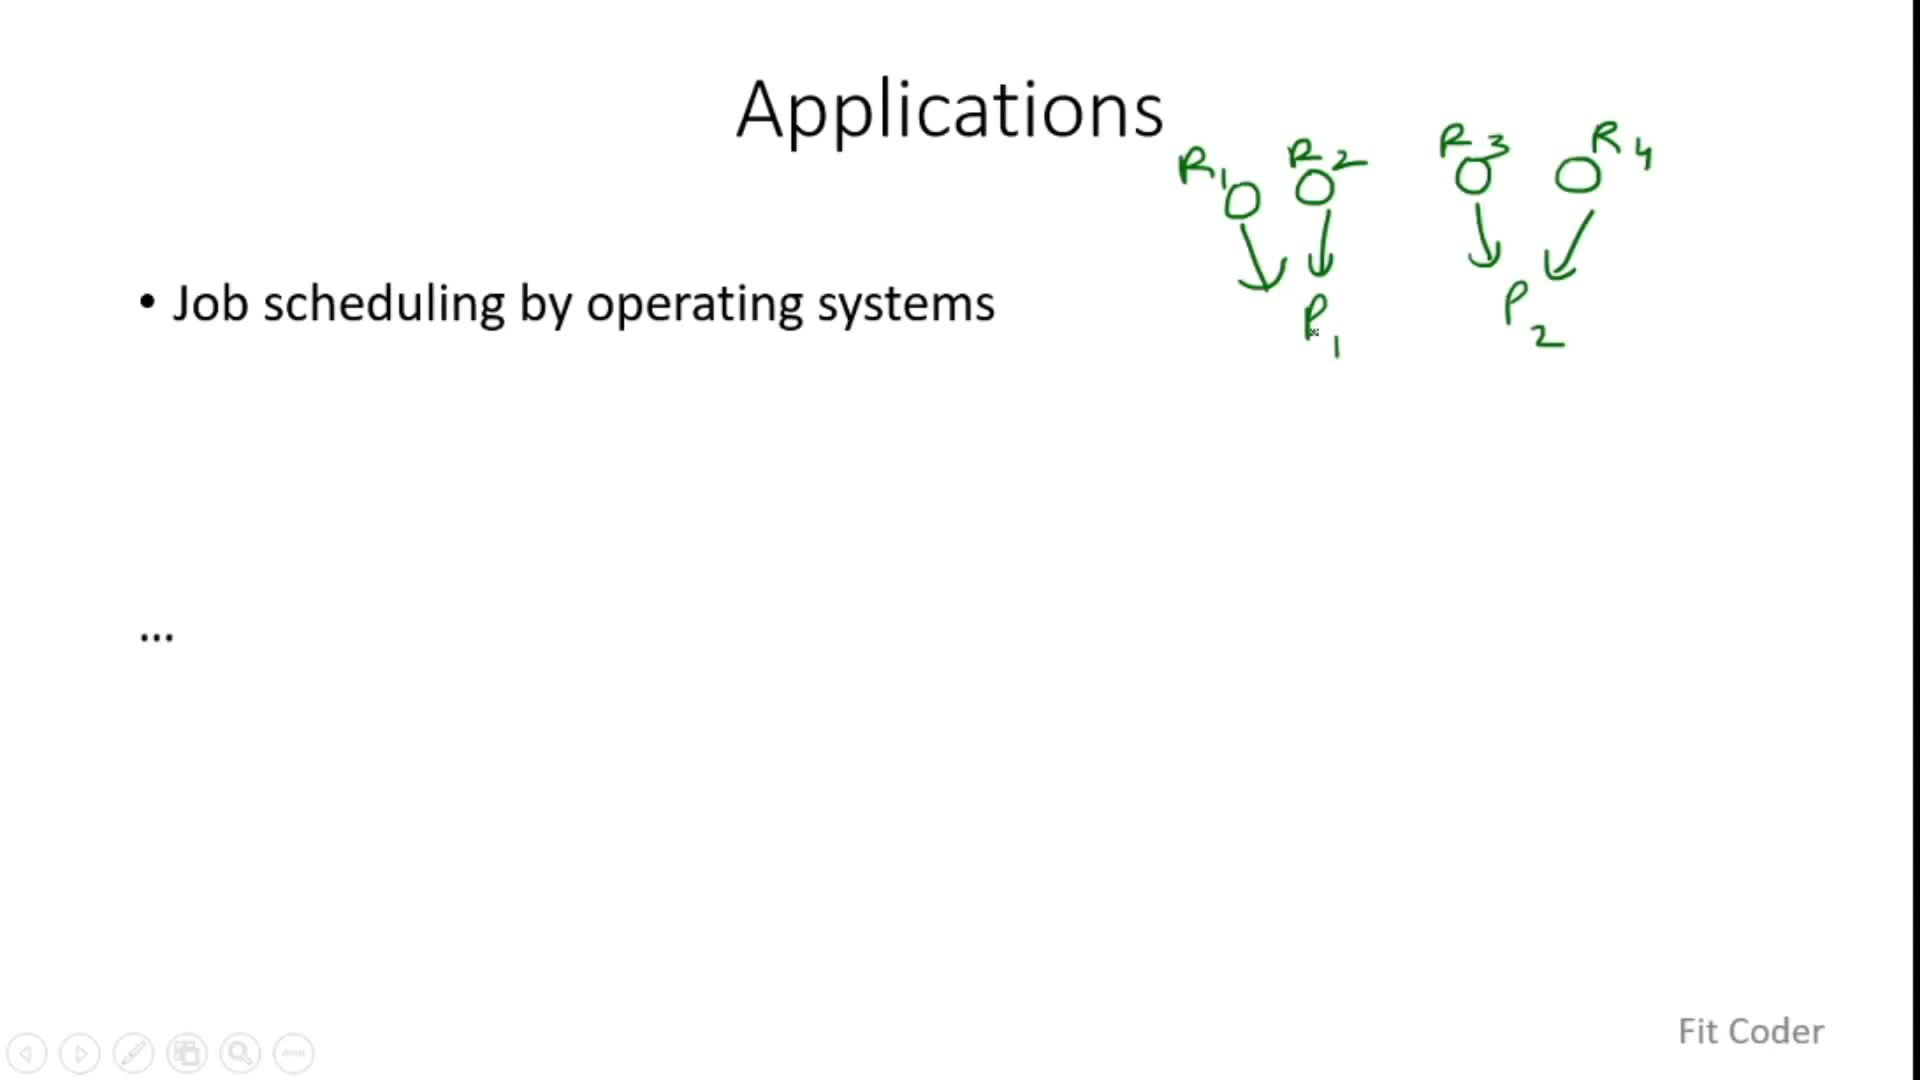 Applications
R1 R2 R3 R4
• Job scheduling by operating systems
P1 P2
...
Fit Coder